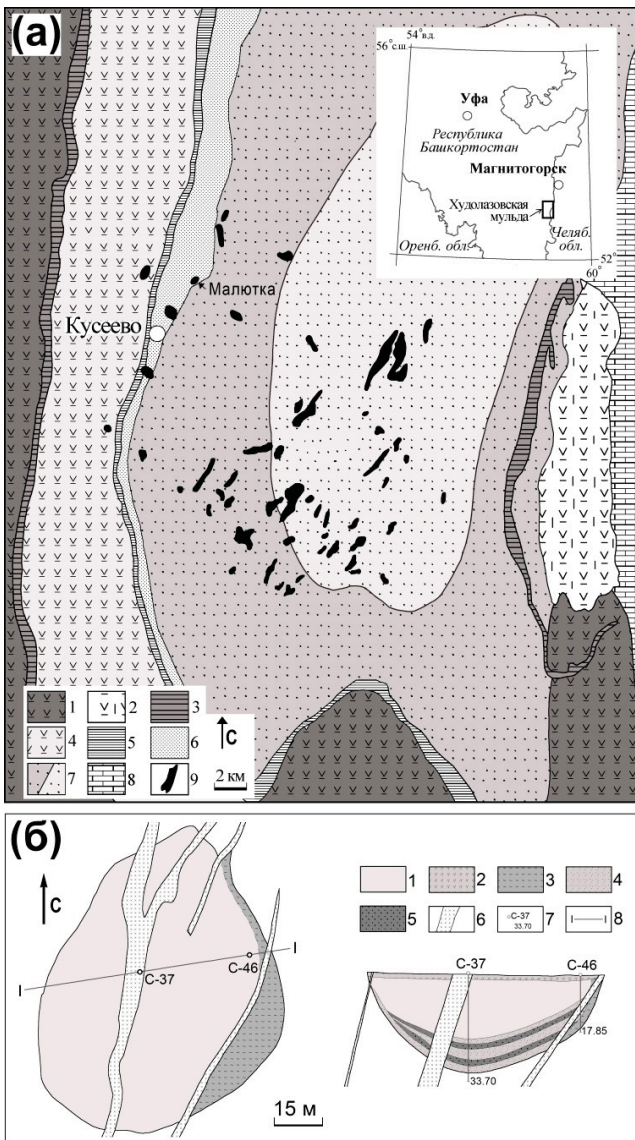 (а)
54°в.д.
56°с.ш.
Уфа
Республика
Башкортостан
Магнитогорск
Худолазовская
мульда
Челяб.
обл.
Оренб. обл.
52°
60°
Малютка
Кусеево
1 2 3
4 5 6
7 8 9
С
2 км
(б)
С
I
I
С-37
С-46
1 2 3 4
5 6 С-37 33.70 7 I I 8
С-37
С-46
17.85
33.70
15 м